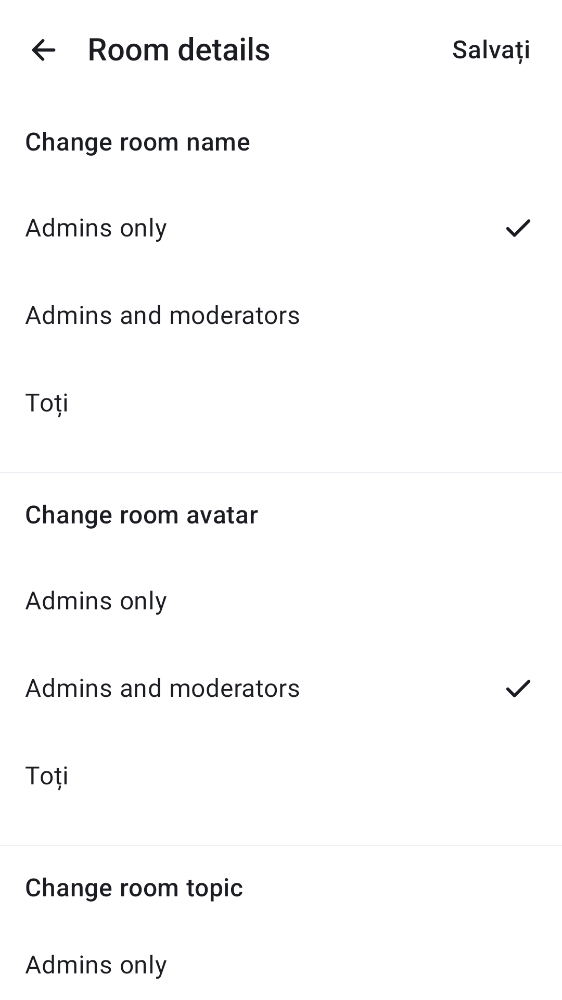 Room details
Salvați
Change room name
Admins only
Admins and moderators
Toți
Change room avatar
Admins only
Admins and moderators
Toți
Change room topic
Admins only